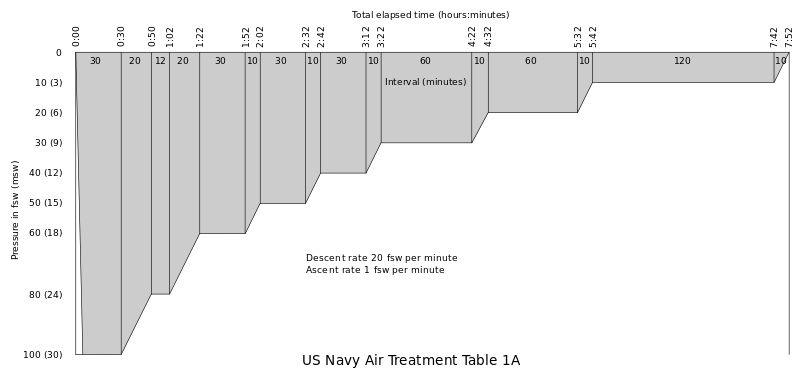 Total elapsed time (hours:minutes)
0:00 0:30 0:50 1:02 1:22 1:52 2:02 2:32 2:42 3:12 3:22 4:22 4:32 5:32 5:42 7:42 7:52
0
30 20 12 20 30 10 30 10 30 10 60 10 60 10 120 10
10 (3)
Interval (minutes)
20 (6)
30 (9)
40 (12)
50 (15)
60 (18)
80 (24)
100 (30)
Pressure in fsw (msw)
Descent rate 20 fsw per minute
Ascent rate 1 fsw per minute
US Navy Air Treatment Table 1A